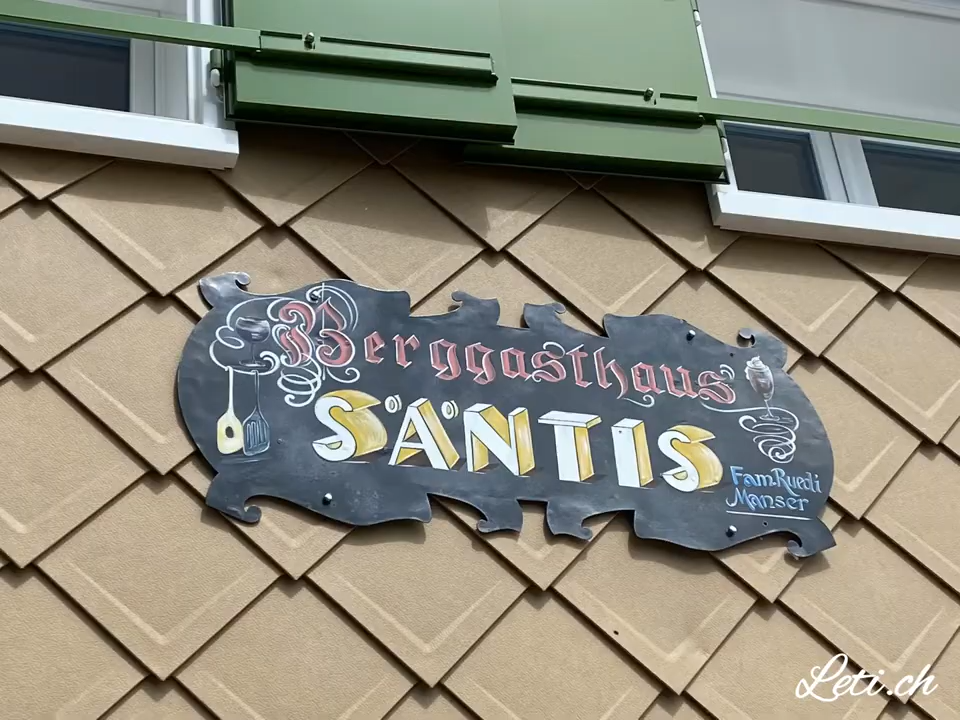 Berggasthaus
SÄNTIS
Fam. Ruedi
Manser
Leti.ch